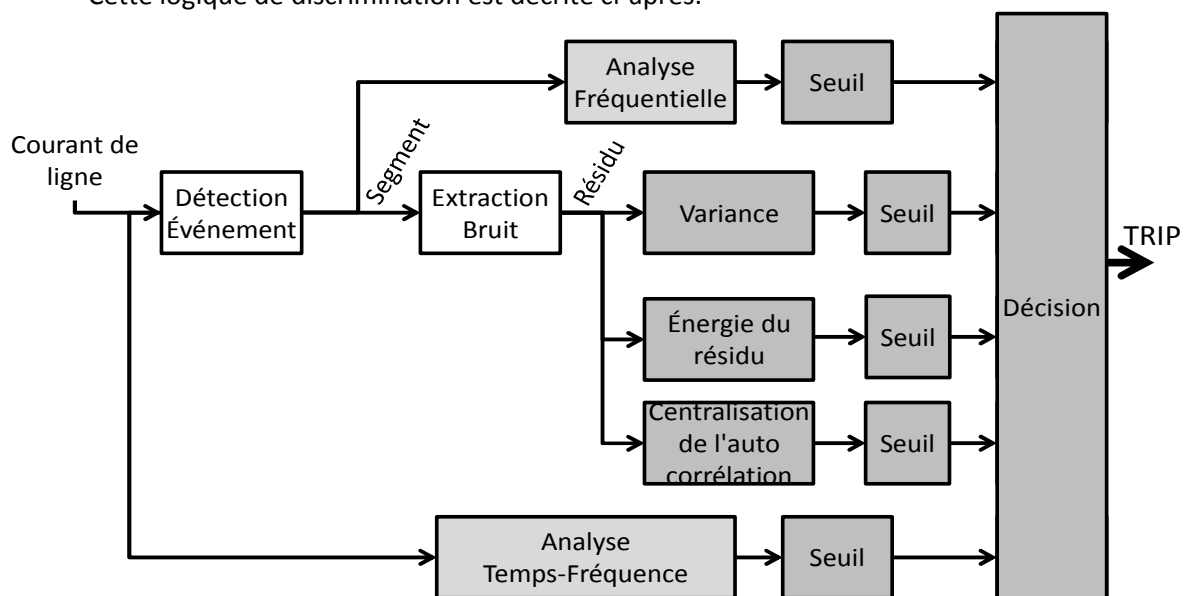 Cette logique de discrimination est décrite ci-après.
Analyse
Fréquentielle
Seuil
Courant de
ligne
Détection
Événement
Segment
Extraction
Bruit
Résidu
Variance
Seuil
TRIP
Décision
Énergie du
résidu
Seuil
Centralisation
de l'auto
corrélation
Seuil
Analyse
Temps-Fréquence
Seuil